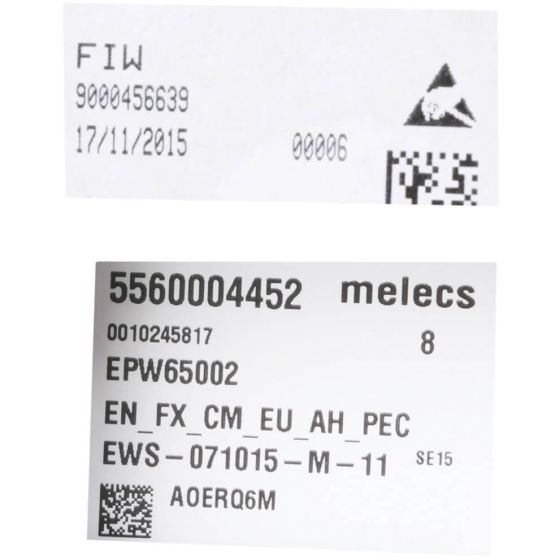 FIW
9000456639
17/11/2015 00006
5560004452 melecs
0010245817 8
EPW65002
EN_FX_CM_EU_AH_PEC
EWS-071015-M-11 SE15
AOERQ6M